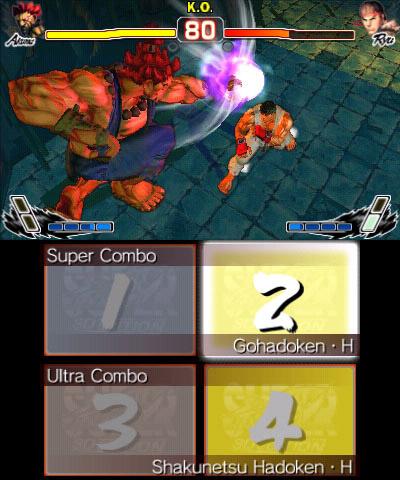 K.O.
Akuma
80
Ryu
Super Combo
1
2
Gohadoken・H
Ultra Combo
3
4
Shakunetsu Hadoken・H